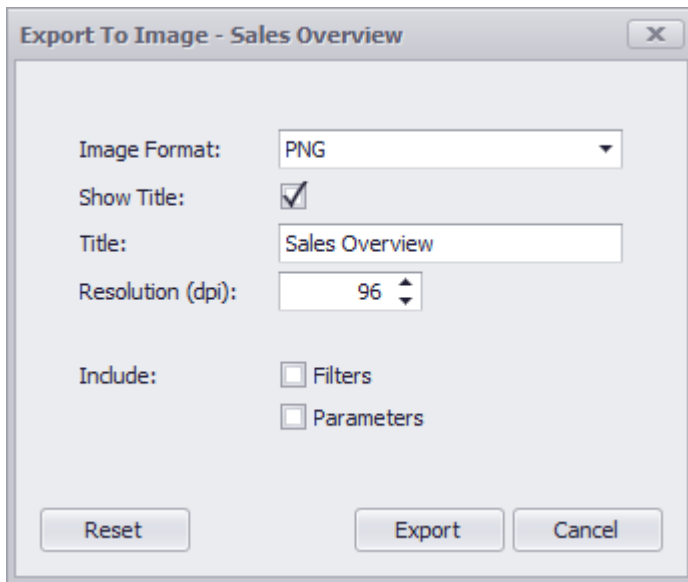 Export To Image - Sales Overview
Image Format: PNG
Show Title:
Title: Sales Overview
Resolution (dpi): 96
Include: Filters
Parameters
Reset Export Cancel